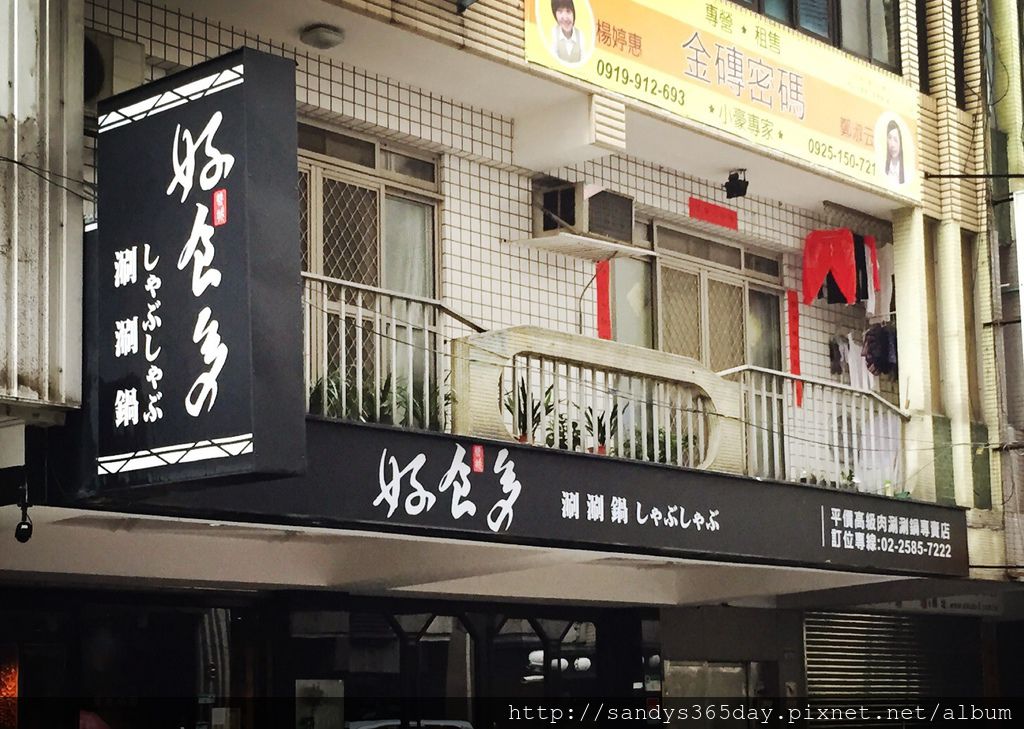 專營★租售
楊婷惠
0919-912-693
金磚密碼
★小豪專家★
鄭淑云
0925-150-721
好食多
涮涮鍋
しゃぶしゃぶ
好食多
涮涮鍋 しゃぶしゃぶ
平價高級肉涮涮鍋專賣店
訂位專線:02-2585-7222
http://sandys365day.pixnet.net/album